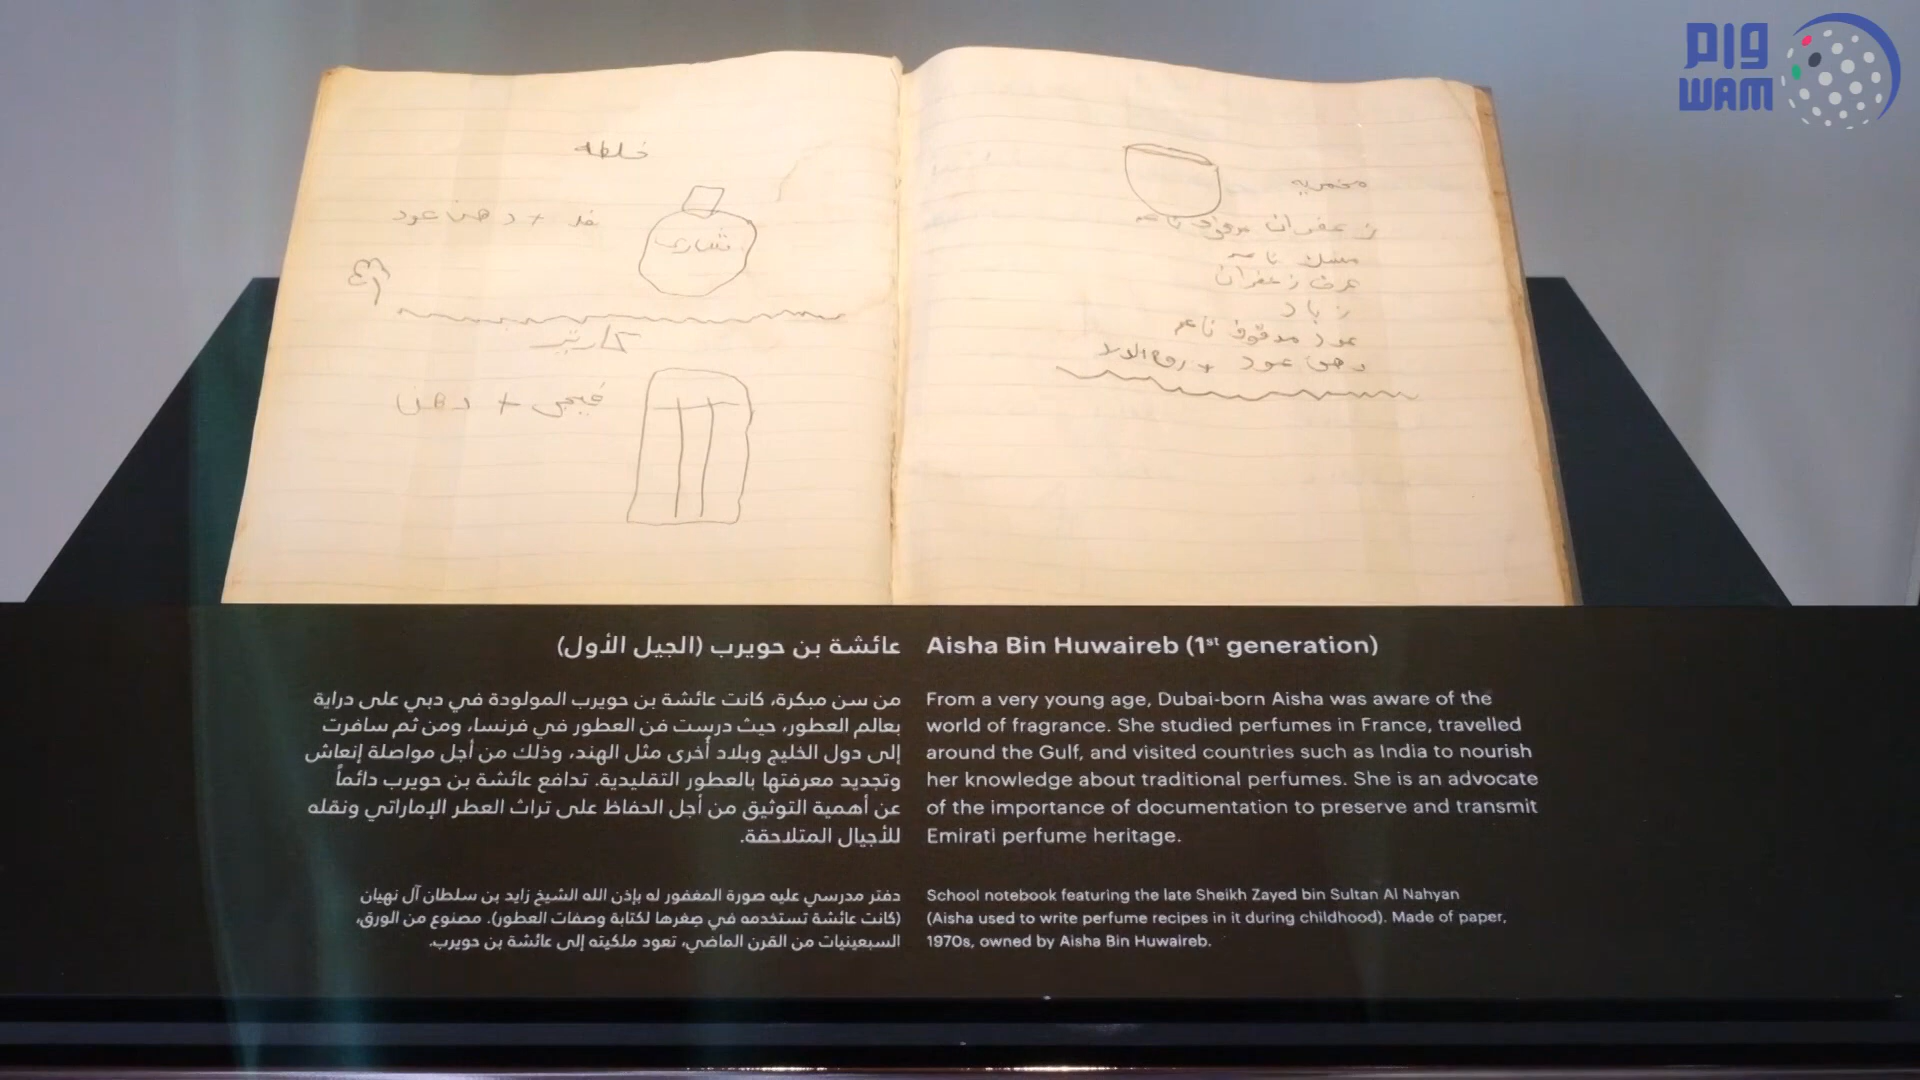 وام
WAM
خلطه
+ دهن عود
كارتير
+ دهن
مخمريه
زعفران مدقوق ناعم
مسك ناعم
عرق زعفران
زباد
عود مدقوق ناعم
دهن عود +
عائشة بن حويرب (الجيل الأول)
من سن مبكرة، كانت عائشة بن حويرب المولودة في دبي على دراية
بعالم العطور، حيث درست فن العطور في فرنسا، ومن ثم سافرت
إلى دول الخليج وبلاد أخرى مثل الهند، وذلك من أجل مواصلة إنعاش
وتجديد معرفتها بالعطور التقليدية. تدافع عائشة بن حويرب دائماً
عن أهمية التوثيق من أجل الحفاظ على تراث العطر الإماراتي ونقله
للأجيال المتلاحقة.
دفتر مدرسي عليه صورة المغفور له بإذن الله الشيخ زايد بن سلطان آل نهيان
(كانت عائشة تستخدمه في صِغرها لكتابة وصفات العطور). مصنوع من الورق،
السبعينيات من القرن الماضي، تعود ملكيته إلى عائشة بن حويرب.
Aisha Bin Huwaireb (1st generation)
From a very young age, Dubai-born Aisha was aware of the
world of fragrance. She studied perfumes in France, travelled
around the Gulf, and visited countries such as India to nourish
her knowledge about traditional perfumes. She is an advocate
of the importance of documentation to preserve and transmit
Emirati perfume heritage.
School notebook featuring the late Sheikh Zayed bin Sultan Al Nahyan
(Aisha used to write perfume recipes in it during childhood). Made of paper,
1970s, owned by Aisha Bin Huwaireb.